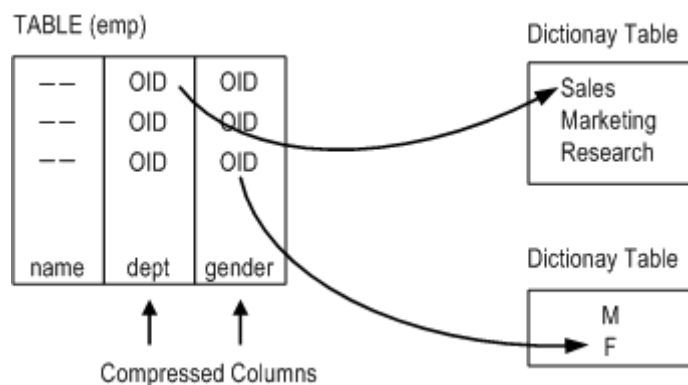 TABLE (emp)
Dictionay Table
-- OID OID
-- OID OID
-- OID OID
name dept gender
Sales
Marketing
Research
Dictionay Table
M
F
Compressed Columns